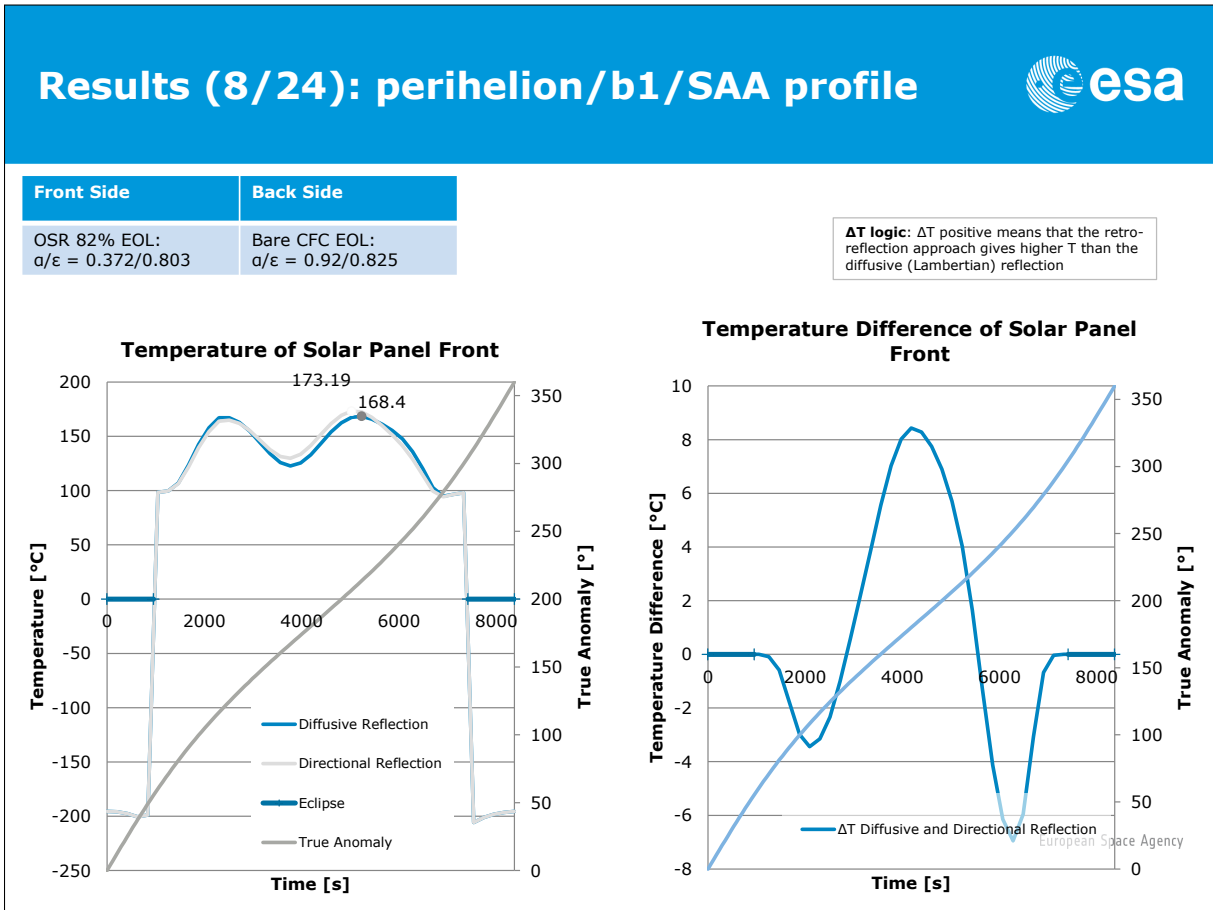 Results (8/24): perihelion/b1/SAA profile
esa
Front Side
Back Side
OSR 82% EOL:
α/ε = 0.372/0.803
Bare CFC EOL:
α/ε = 0.92/0.825
ΔT logic: ΔT positive means that the retro-
reflection approach gives higher T than the
diffusive (Lambertian) reflection
Temperature of Solar Panel Front
173.19
168.4
200
150
100
50
0
-50
-100
-150
-200
-250
Temperature [°C]
0
2000
4000
6000
8000
350
300
250
200
150
100
50
0
True Anomaly [°]
Diffusive Reflection
Directional Reflection
Eclipse
True Anomaly
Time [s]
Temperature Difference of Solar Panel
Front
10
8
6
4
2
0
-2
-4
-6
-8
Temperature Difference [°C]
0
2000
4000
6000
8000
350
300
250
200
150
100
50
0
True Anomaly [°]
ΔT Diffusive and Directional Reflection
European Space Agency
Time [s]